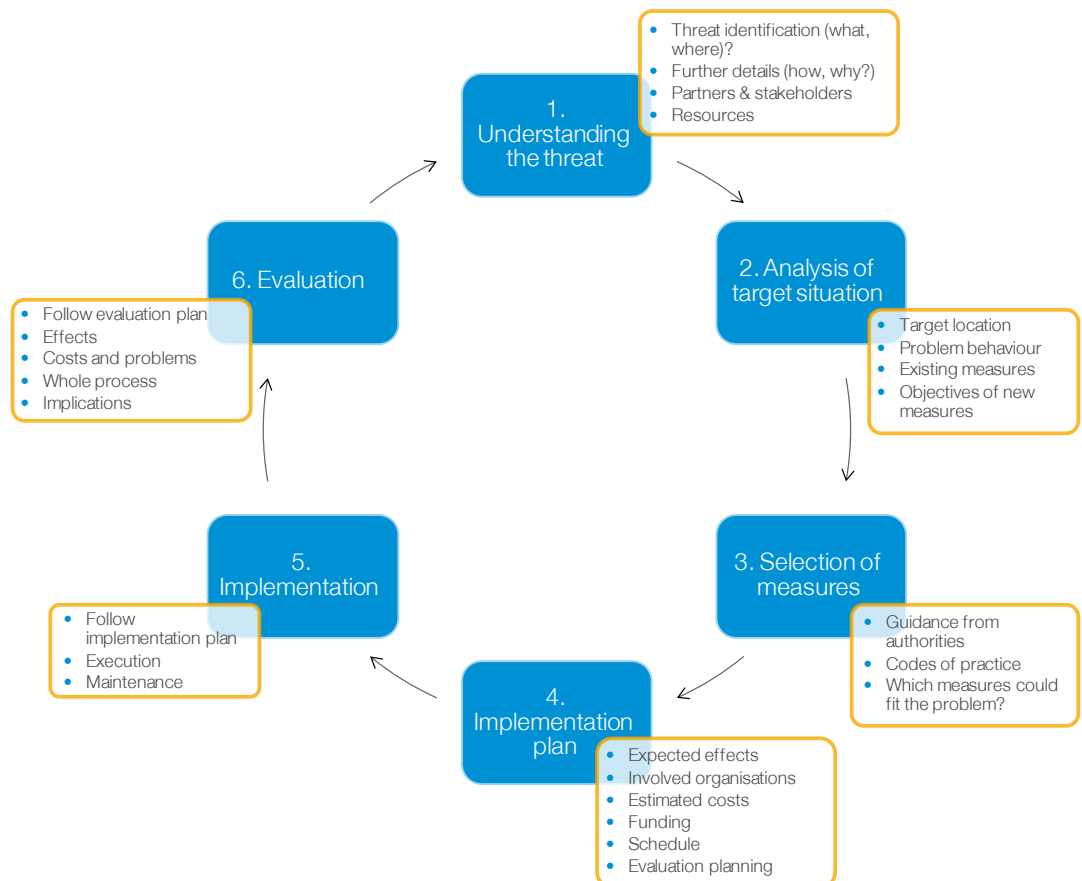 1.
Understanding
the threat
• Threat identification (what,
where)?
• Further details (how, why?)
• Partners & stakeholders
• Resources
2. Analysis of
target situation
• Target location
• Problem behaviour
• Existing measures
• Objectives of new
measures
3. Selection of
measures
• Guidance from
authorities
• Codes of practice
• Which measures could
fit the problem?
4.
Implementation
plan
• Expected effects
• Involved organisations
• Estimated costs
• Funding
• Schedule
• Evaluation planning
5.
Implementation
• Follow
implementation plan
• Execution
• Maintenance
6. Evaluation
• Follow evaluation plan
• Effects
• Costs and problems
• Whole process
• Implications